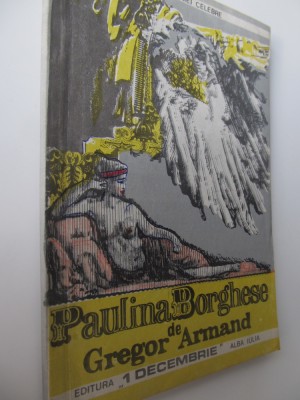 CELEBRE
Paulina Borghese
de
Gregor Armand
EDITURA „1 DECEMBRIE" ALBA IULIA